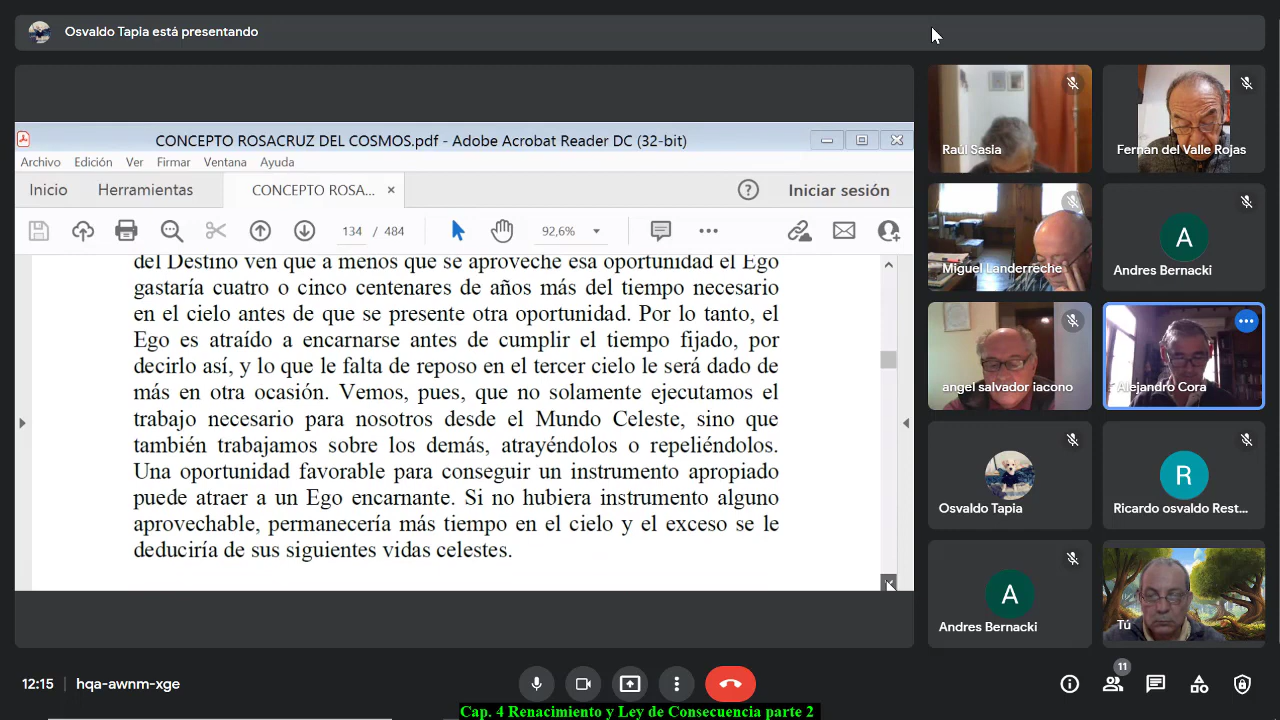 Osvaldo Tapia está presentando
CONCEPTO ROSACRUZ DEL COSMOS.pdf - Adobe Acrobat Reader DC (32-bit)
Archivo Edición Ver Firmar Ventana Ayuda
Inicio Herramientas CONCEPTO ROSA... × ? Iniciar sesión
134 / 484 92,6%
del Destino ven que a menos que se aproveche esa oportunidad el Ego
gastaría cuatro o cinco centenares de años más del tiempo necesario
en el cielo antes de que se presente otra oportunidad. Por lo tanto, el
Ego es atraído a encarnarse antes de cumplir el tiempo fijado, por
decirlo así, y lo que le falta de reposo en el tercer cielo le será dado de
más en otra ocasión. Vemos, pues, que no solamente ejecutamos el
trabajo necesario para nosotros desde el Mundo Celeste, sino que
también trabajamos sobre los demás, atrayéndolos o repeliéndolos.
Una oportunidad favorable para conseguir un instrumento apropiado
puede atraer a un Ego encarnante. Si no hubiera instrumento alguno
aprovechable, permanecería más tiempo en el cielo y el exceso se le
deduciría de sus siguientes vidas celestes.
Raúl Sasia
Fernan del Valle Rojas
Miguel Landerreche
A
Andres Bernacki
angel salvador iacono
Alejandro Cora
Osvaldo Tapia
R
Ricardo osvaldo Rest...
A
Andres Bernacki
Tú
12:15 hqa-awnm-xge
11
Cap. 4 Renacimiento y Ley de Consecuencia parte 2